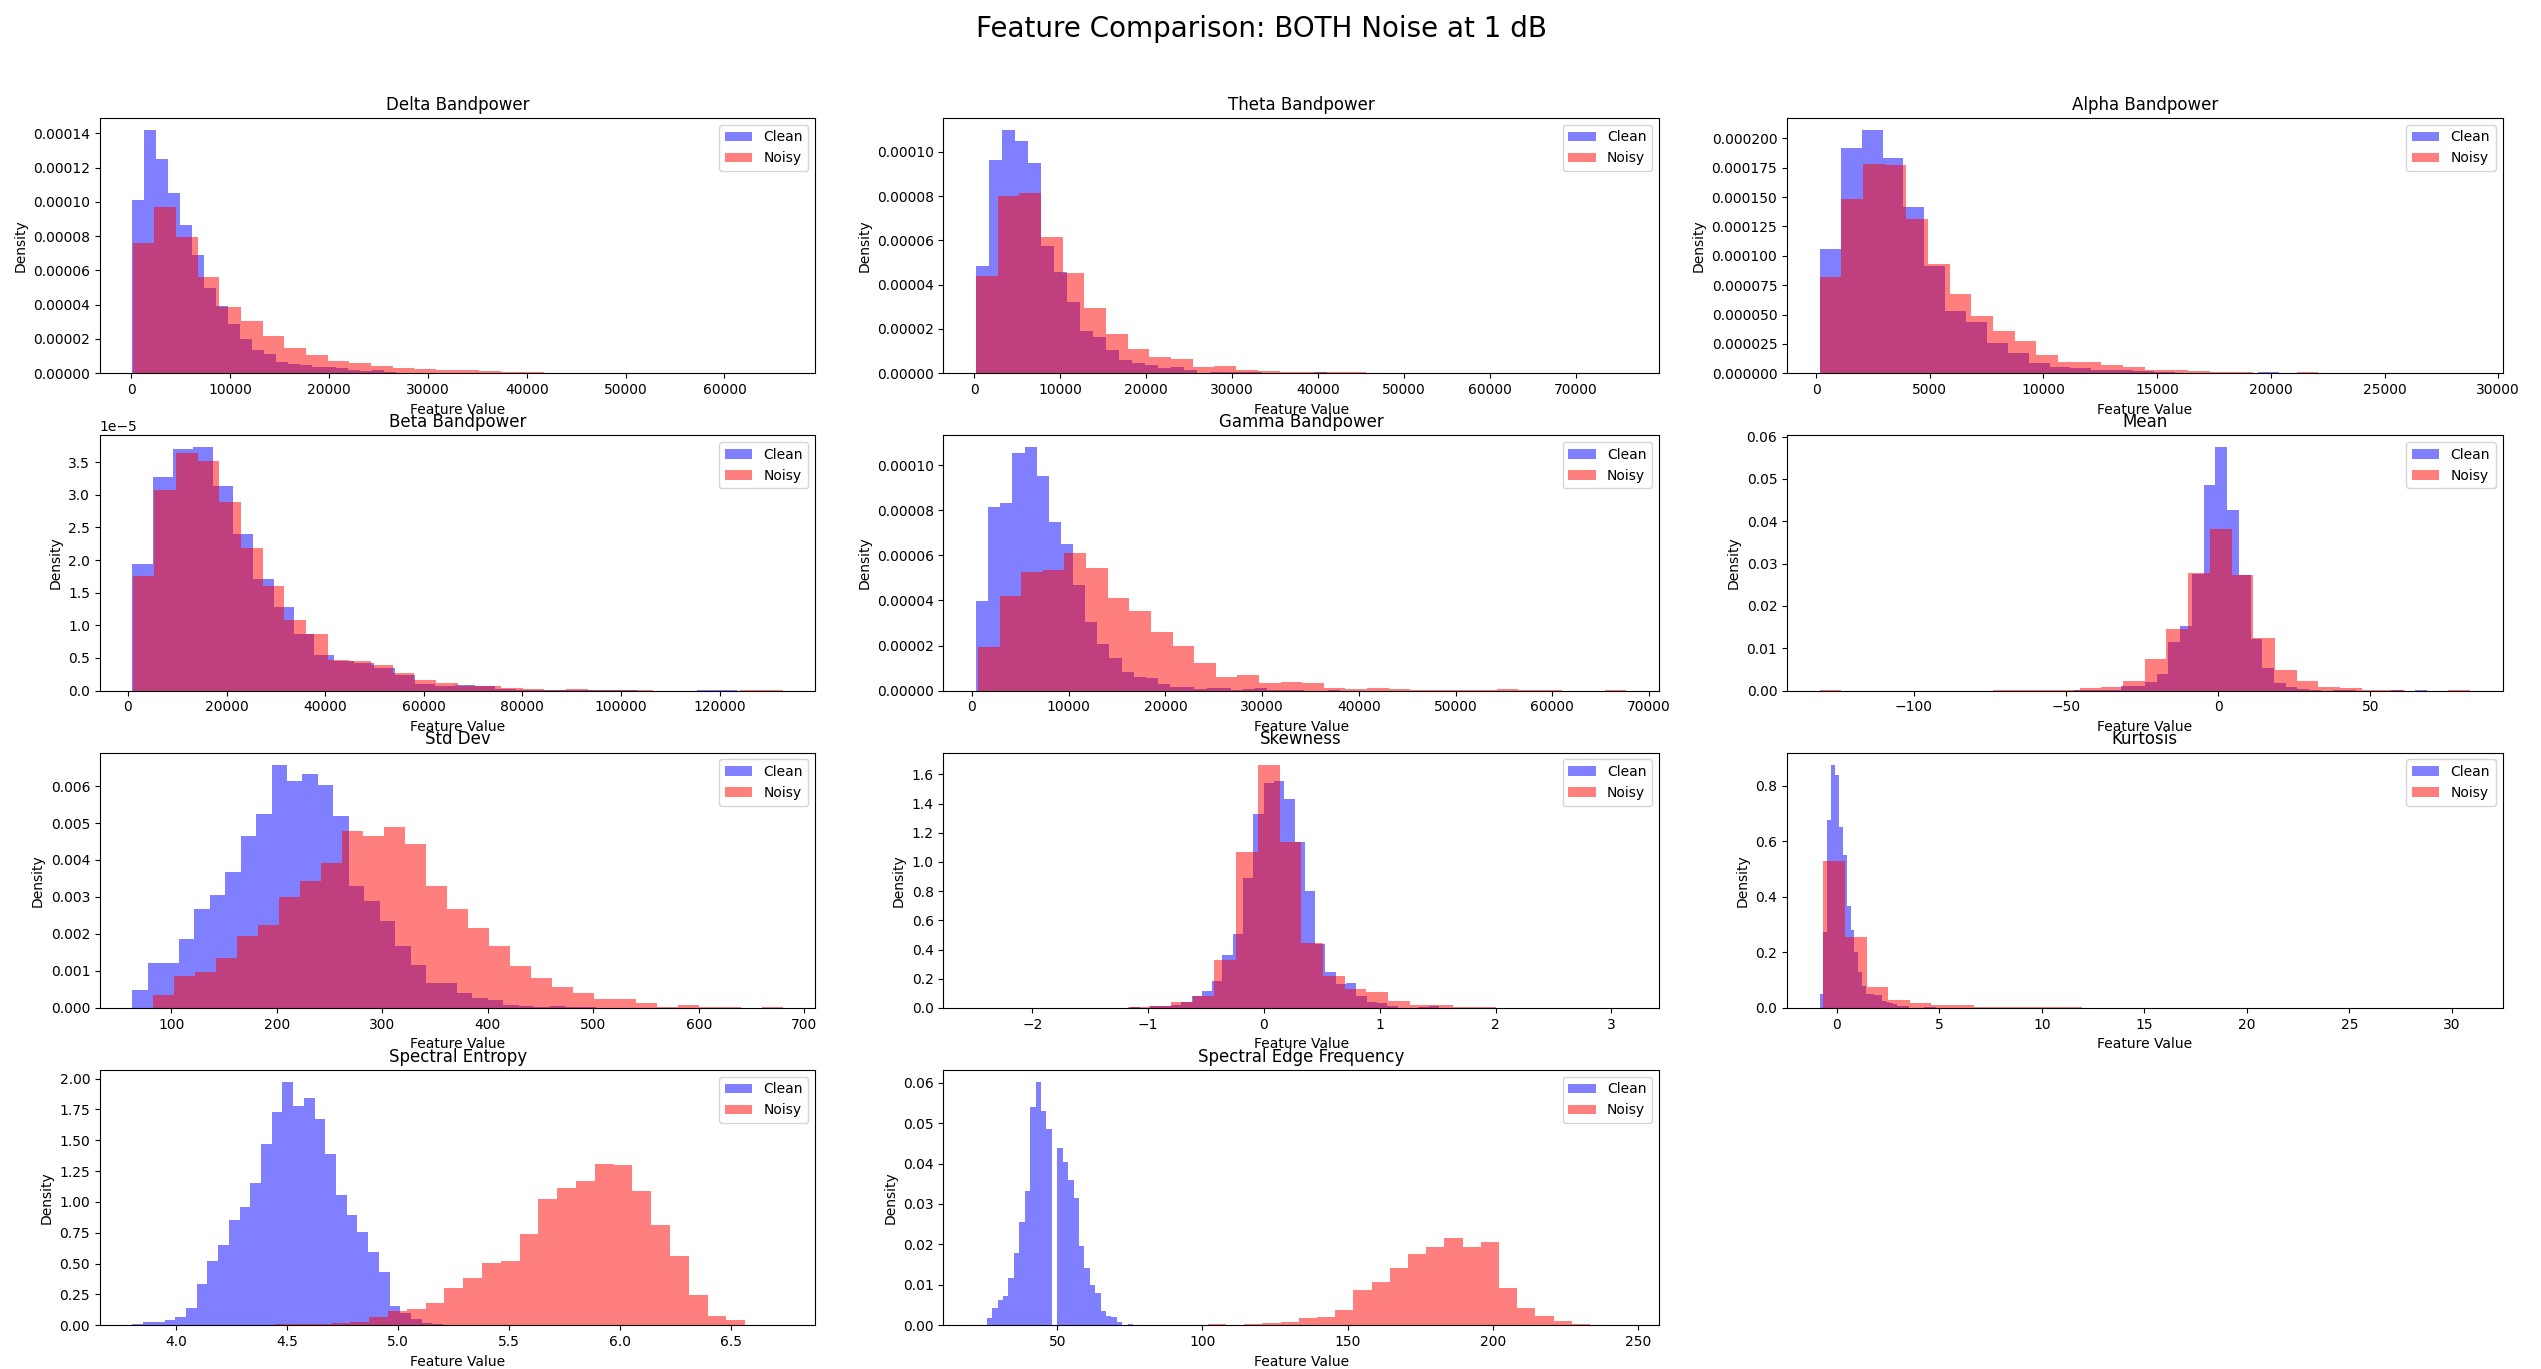 Feature Comparison: BOTH Noise at 1 dB
Delta Bandpower
Density
0.00014
0.00012
0.00010
0.00008
0.00006
0.00004
0.00002
0.00000
Clean
Noisy
0 10000 20000 30000 40000 50000 60000
Feature Value
Theta Bandpower
Density
0.00010
0.00008
0.00006
0.00004
0.00002
0.00000
Clean
Noisy
0 10000 20000 30000 40000 50000 60000 70000
Feature Value
Alpha Bandpower
Density
0.000200
0.000175
0.000150
0.000125
0.000100
0.000075
0.000050
0.000025
0.000000
Clean
Noisy
0 5000 10000 15000 20000 25000 30000
Feature Value
Beta Bandpower
1e−5
Density
3.5
3.0
2.5
2.0
1.5
1.0
0.5
0.0
Clean
Noisy
0 20000 40000 60000 80000 100000 120000
Feature Value
Gamma Bandpower
Density
0.00010
0.00008
0.00006
0.00004
0.00002
0.00000
Clean
Noisy
0 10000 20000 30000 40000 50000 60000 70000
Feature Value
Mean
Density
0.06
0.05
0.04
0.03
0.02
0.01
0.00
Clean
Noisy
−100 −50 0 50
Feature Value
Std Dev
Density
0.006
0.005
0.004
0.003
0.002
0.001
0.000
Clean
Noisy
100 200 300 400 500 600 700
Feature Value
Skewness
Density
1.6
1.4
1.2
1.0
0.8
0.6
0.4
0.2
0.0
Clean
Noisy
−2 −1 0 1 2 3
Feature Value
Kurtosis
Density
0.8
0.6
0.4
0.2
0.0
Clean
Noisy
0 5 10 15 20 25 30
Feature Value
Spectral Entropy
Density
2.00
1.75
1.50
1.25
1.00
0.75
0.50
0.25
0.00
Clean
Noisy
4.0 4.5 5.0 5.5 6.0 6.5
Feature Value
Spectral Edge Frequency
Density
0.06
0.05
0.04
0.03
0.02
0.01
0.00
Clean
Noisy
50 100 150 200 250
Feature Value